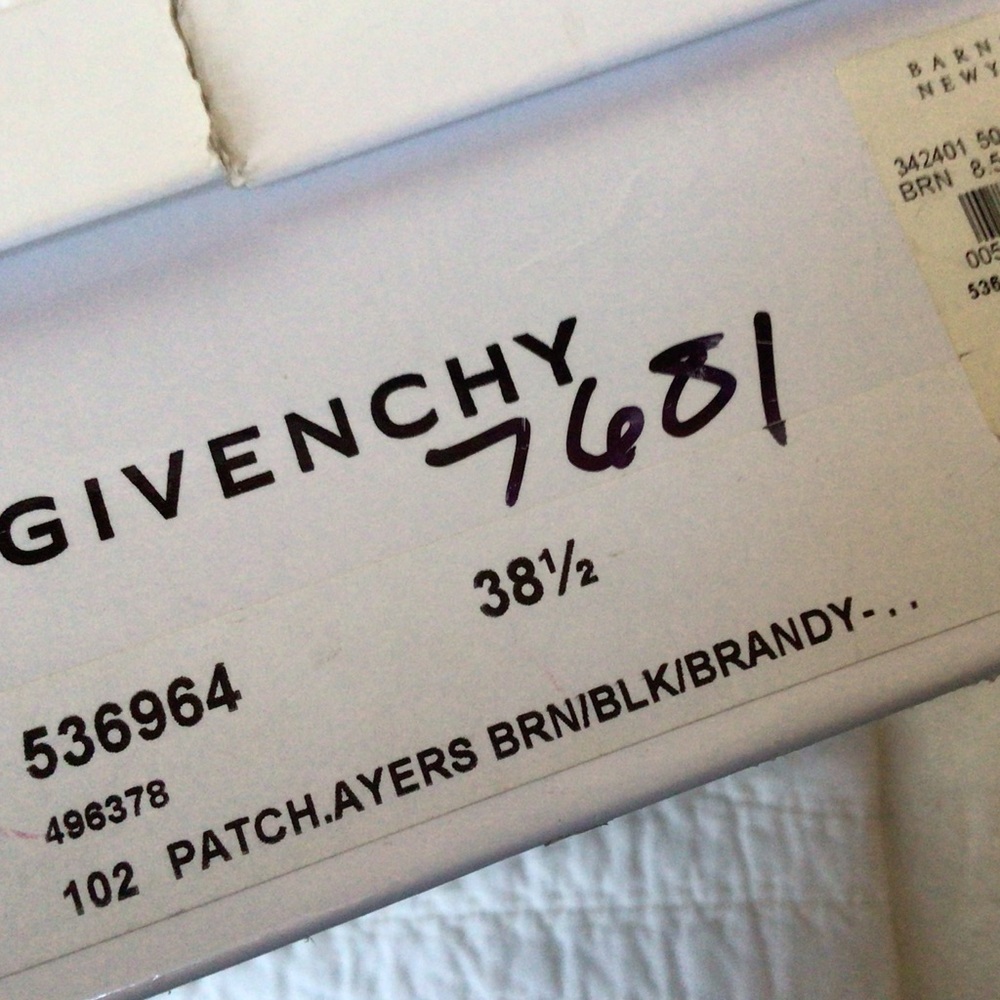 BARN
NEW Y
342401 50
BRN 8.5
005
536
GIVENCHY
7681
38½
536964
496378
102 PATCH.AYERS BRN/BLK/BRANDY-...